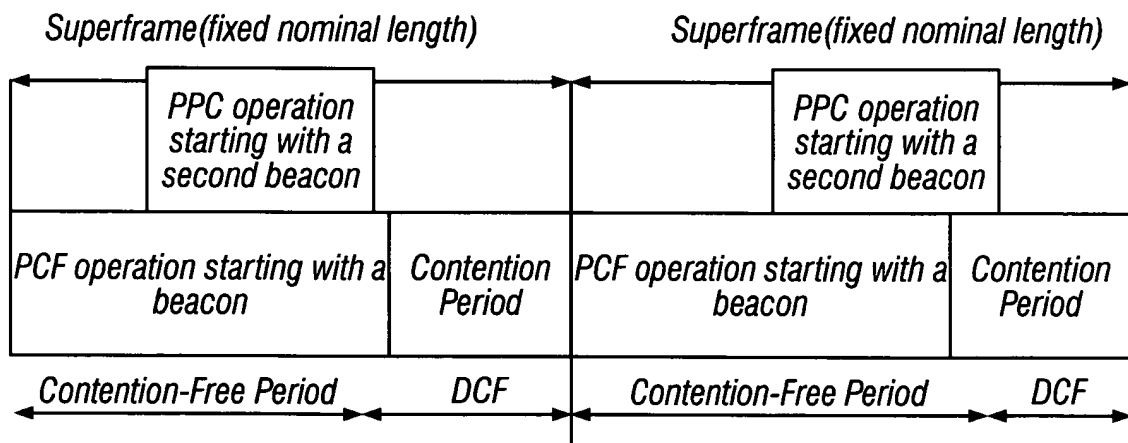 Superframe(fixed nominal length)
Superframe(fixed nominal length)
PPC operation
starting with a
second beacon
PPC operation
starting with a
second beacon
PCF operation starting with a
beacon
Contention
Period
PCF operation starting with a
beacon
Contention
Period
Contention-Free Period
DCF
Contention-Free Period
DCF